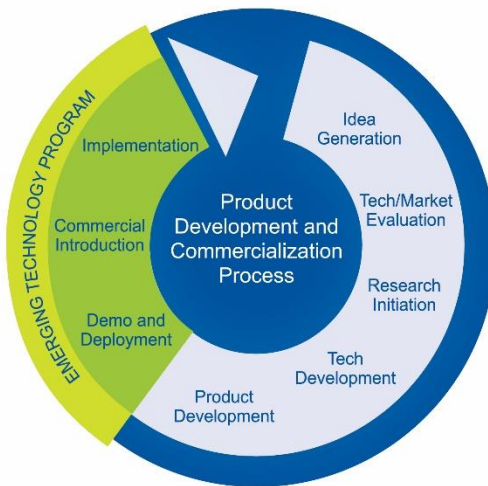 Product
Development and
Commercialization
Process
Idea
Generation
Tech/Market
Evaluation
Research
Initiation
Tech
Development
Product
Development
Demo and
Deployment
Commercial
Introduction
Implementation
EMERGING TECHNOLOGY PROGRAM